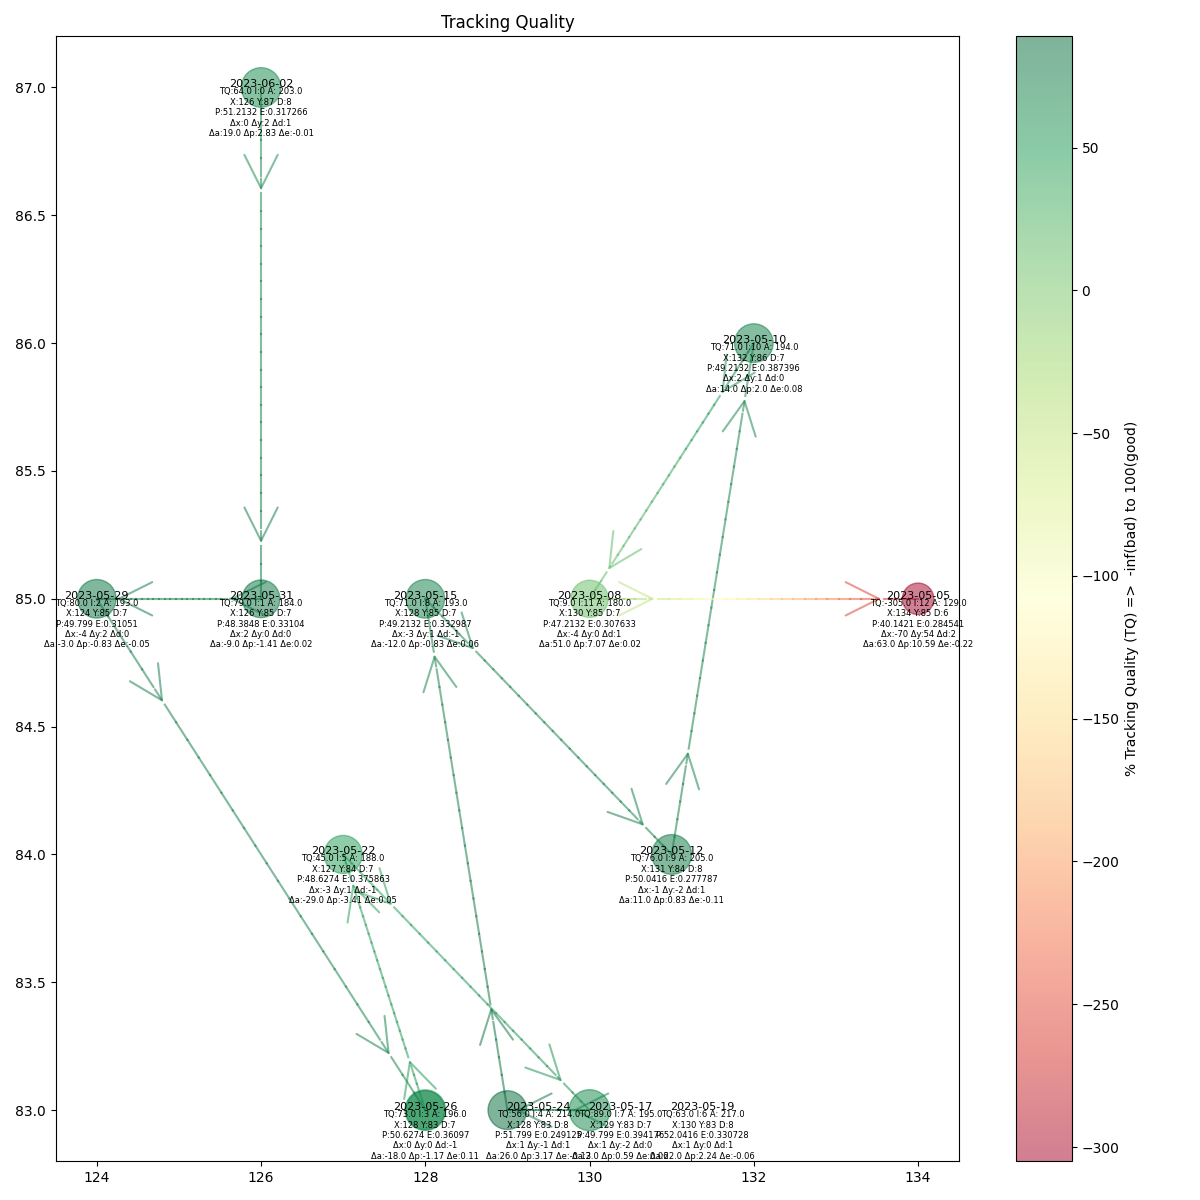 Tracking Quality
87.0
86.5
86.0
85.5
85.0
84.5
84.0
83.5
83.0
124
126
128
130
132
134
2023-06-02
TQ:64.0 I:0 A: 203.0
X:126 Y:87 D:8
P:51.2132 E:0.317266
Δx:0 Δy:2 Δd:1
Δa:19.0 Δp:2.83 Δe:-0.01
2023-05-10
TQ:71.0 I:10 A: 194.0
X:132 Y:86 D:7
P:49.2132 E:0.387396
Δx:2 Δy:1 Δd:0
Δa:14.0 Δp:2.0 Δe:0.08
2023-05-29
TQ:80.0 I:2 A: 193.0
X:124 Y:85 D:7
P:49.799 E:0.31051
Δx:-4 Δy:2 Δd:0
Δa:-3.0 Δp:-0.83 Δe:-0.05
2023-05-31
TQ:79.0 I:1 A: 184.0
X:126 Y:85 D:7
P:48.3848 E:0.33104
Δx:2 Δy:0 Δd:0
Δa:-9.0 Δp:-1.41 Δe:0.02
2023-05-15
TQ:71.0 I:8 A: 193.0
X:128 Y:85 D:7
P:49.2132 E:0.332987
Δx:-3 Δy:1 Δd:-1
Δa:-12.0 Δp:-0.83 Δe:0.06
2023-05-08
TQ:9.0 I:11 A: 180.0
X:130 Y:85 D:7
P:47.2132 E:0.307633
Δx:-4 Δy:0 Δd:1
Δa:51.0 Δp:7.07 Δe:0.02
2023-05-05
TQ:-305.0 I:12 A: 129.0
X:134 Y:85 D:6
P:40.1421 E:0.284541
Δx:-70 Δy:54 Δd:2
Δa:63.0 Δp:10.59 Δe:-0.22
2023-05-22
TQ:45.0 I:5 A: 188.0
X:127 Y:84 D:7
P:48.6274 E:0.375863
Δx:-3 Δy:1 Δd:-1
Δa:-29.0 Δp:-3.41 Δe:0.05
2023-05-12
TQ:76.0 I:9 A: 205.0
X:131 Y:84 D:8
P:50.0416 E:0.277787
Δx:-1 Δy:-2 Δd:1
Δa:11.0 Δp:0.83 Δe:-0.11
2023-05-26
TQ:73.0 I:3 A: 196.0
X:128 Y:83 D:7
P:50.6274 E:0.36097
Δx:0 Δy:0 Δd:-1
Δa:-18.0 Δp:-1.17 Δe:0.11
2023-05-24
TQ:56.0 I:4 A: 214.0
X:128 Y:83 D:8
P:51.799 E:0.249125
Δx:1 Δy:-1 Δd:1
Δa:26.0 Δp:3.17
2023-05-17
TQ:89.0 I:7 A: 195.0
X:129 Y:83 D:7
P:49.799
Δx:1 Δy:-2 Δd:0
Δp:0.59
2023-05-19
TQ:63.0 I:6 A: 217.0
X:130 Y:83 D:8
P:52.0416 E:0.330728
Δx:1 Δy:0 Δd:1
Δp:2.24 Δe:-0.06
50
0
−50
−100
−150
−200
−250
−300
% Tracking Quality (TQ) => -inf(bad) to 100(good)